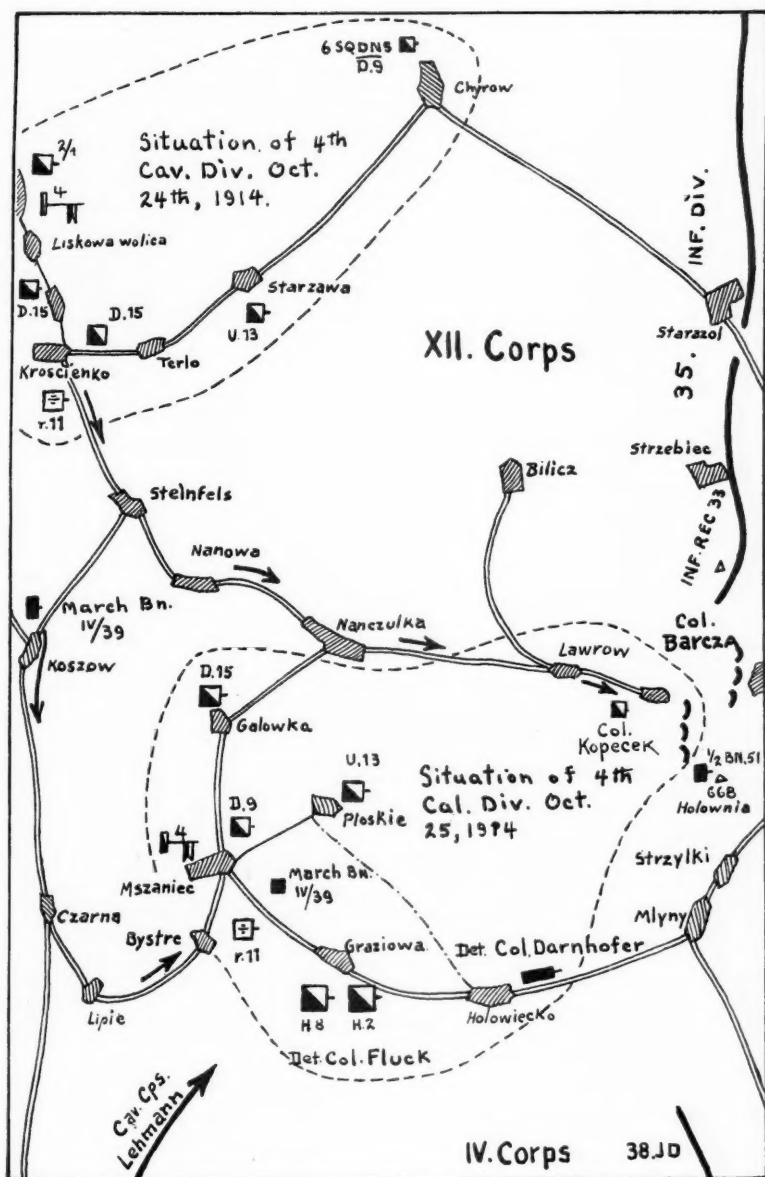 6 SQDNS
D.9
Chyrow
Situation of 4th
Cav. Div. Oct.
24th, 1914.
2/1
4
Liskowa wolica
INF. DIV.
35.
D.15
D.15
Starzawa
U.13
Terlo
Kroscienko
Starzol
XII. Corps
r.11
Strzebiec
Bilicz
Steinfels
INF. REC 33
Nanowa
March Bn.
IV/39
Koszow
Nanczulka
Col.
Barcza
Lawrow
D.15
Galowka
Col.
Kopecek
1/2 BN.51
66B
Holownia
U.13
Situation of 4th
Cal. Div. Oct.
25, 1914
D.9
Ploskie
4
Mszaniec
Strzylki
March Bn.
IV/39
Czarna
Mlyny
Bystre
r.11
Graziowa
Det. Col. Darnhofer
Lipie
H.8
H.2
Holowiecko
Det. Col. Fluck
Cav. Cps.
Lehmann
IV. Corps
38.JD